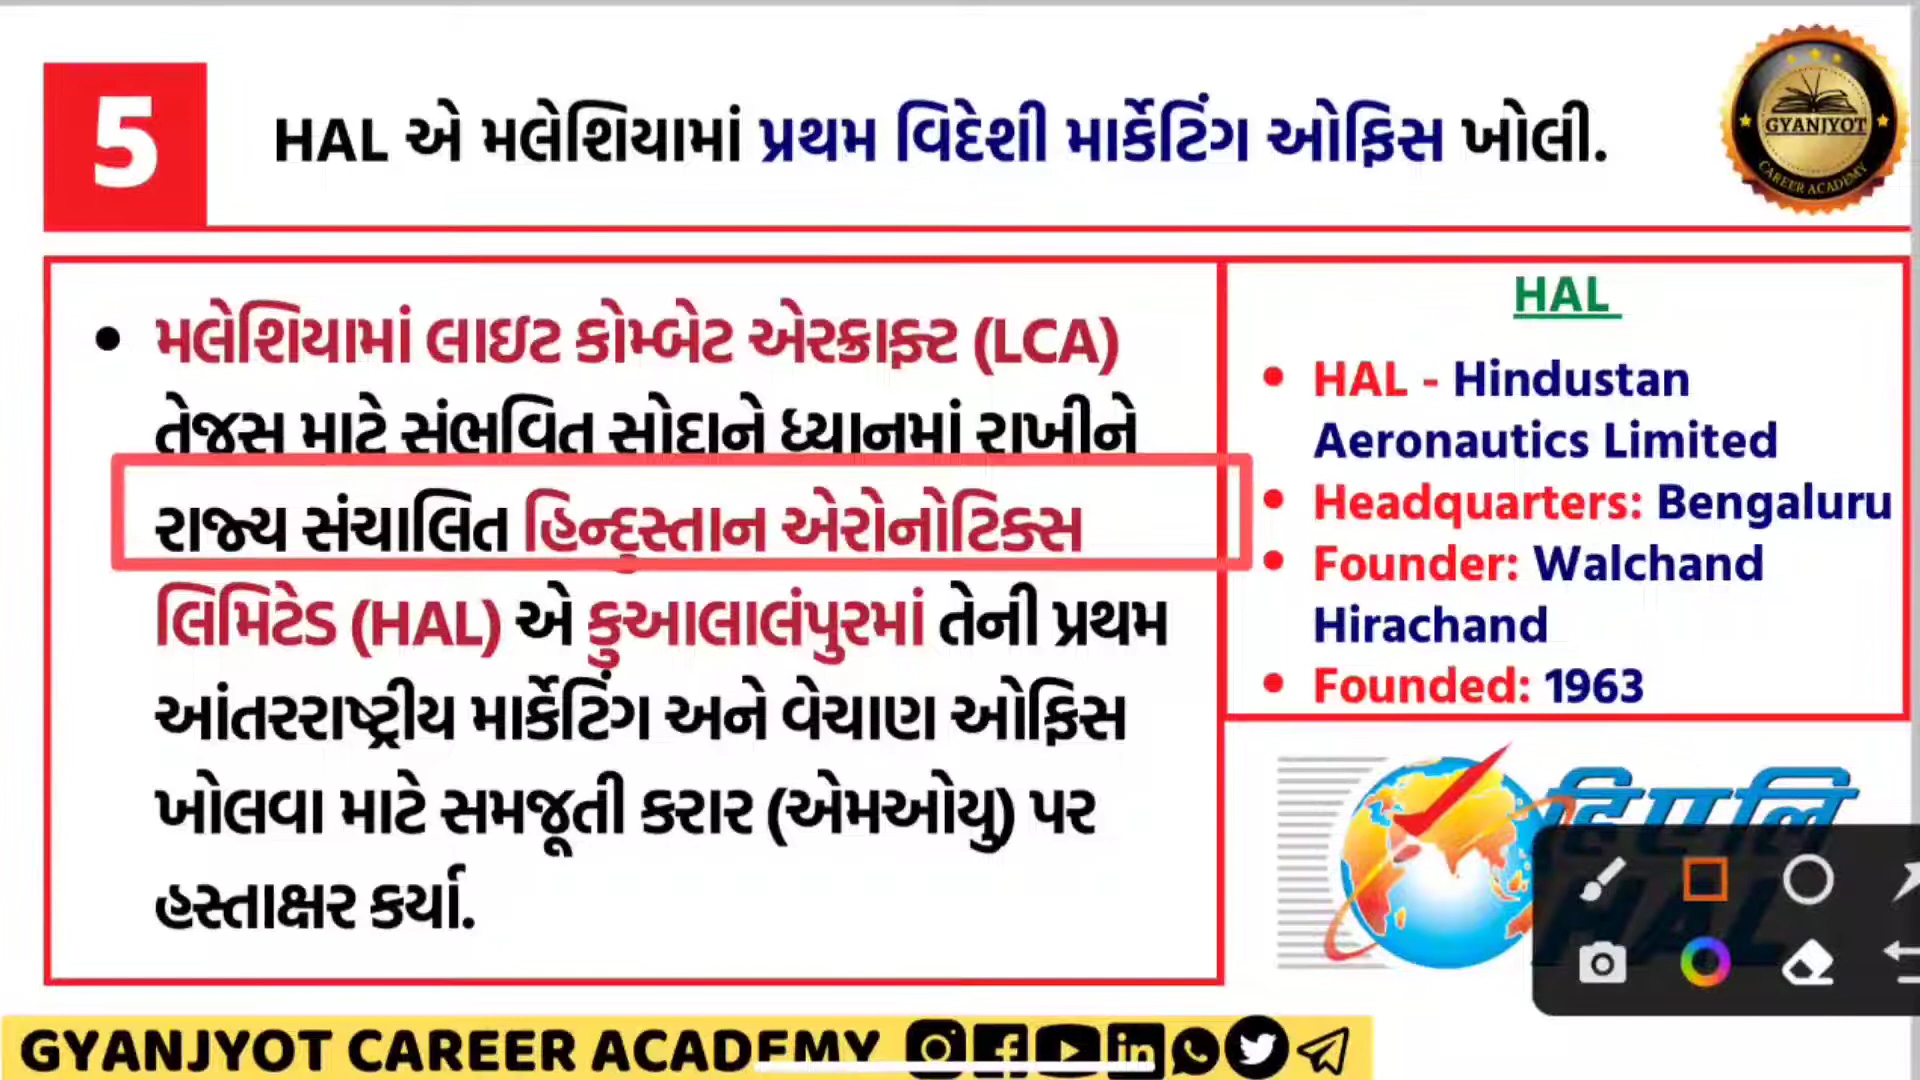 5
HAL એ મલેશિયામાં પ્રથમ વિદેશી માર્કેટિંગ ઓફિસ ખોલી.
GYANJYOT
CAREER ACADEMY
• મલેશિયામાં લાઇટ કોમ્બેટ એરક્રાફ્ટ (LCA)
તેજસ માટે સંભવિત સોદાને ધ્યાનમાં રાખીને
રાજ્ય સંચાલિત હિન્દુસ્તાન એરોનોટિક્સ
લિમિટેડ (HAL) એ કુઆલાલંપુરમાં તેની પ્રથમ
આંતરરાષ્ટ્રીય માર્કેટિંગ અને વેચાણ ઓફિસ
ખોલવા માટે સમજૂતી કરાર (એમઓયુ) પર
હસ્તાક્ષર કર્યા.
HAL
• HAL - Hindustan
Aeronautics Limited
• Headquarters: Bengaluru
• Founder: Walchand
Hirachand
• Founded: 1963
हिएलि
HAL
GYANJYOT CAREER ACADEMY